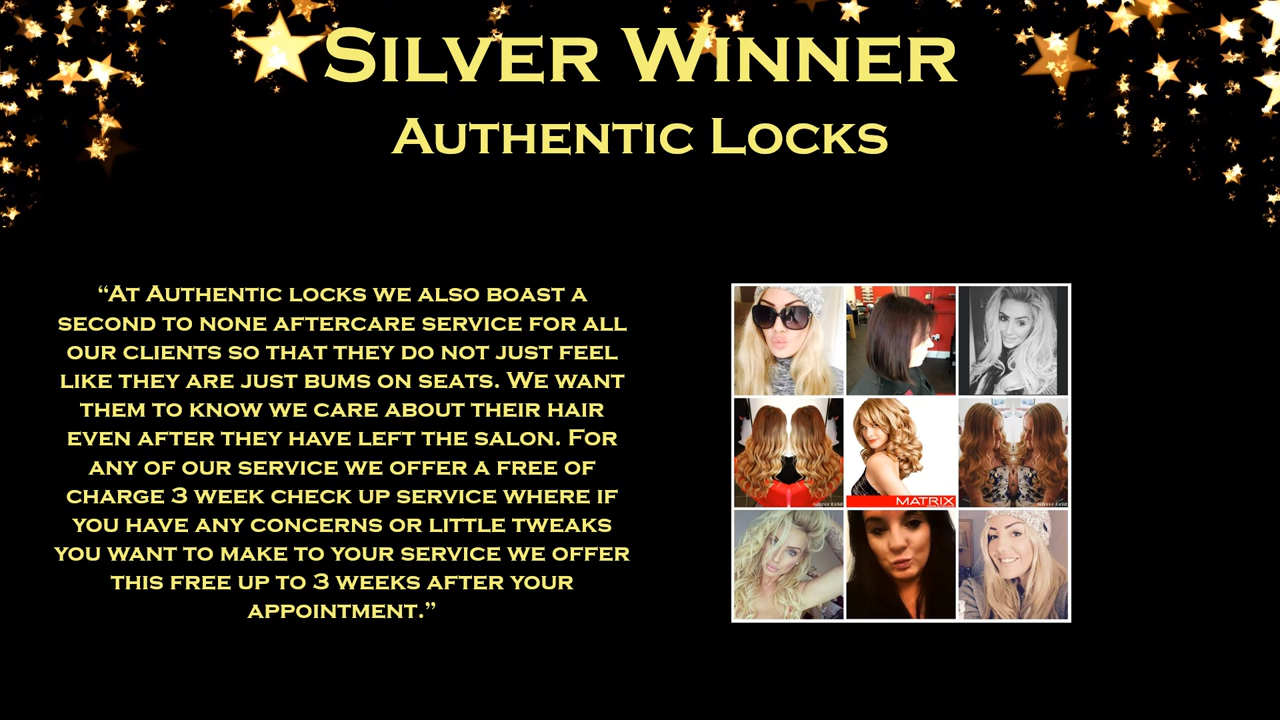 Silver Winner
Authentic Locks
“At Authentic locks we also boast a
second to none aftercare service for all
our clients so that they do not just feel
like they are just bums on seats. We want
them to know we care about their hair
even after they have left the salon. For
any of our service we offer a free of
charge 3 week check up service where if
you have any concerns or little tweaks
you want to make to your service we offer
this free up to 3 weeks after your
appointment.”
MATRIX